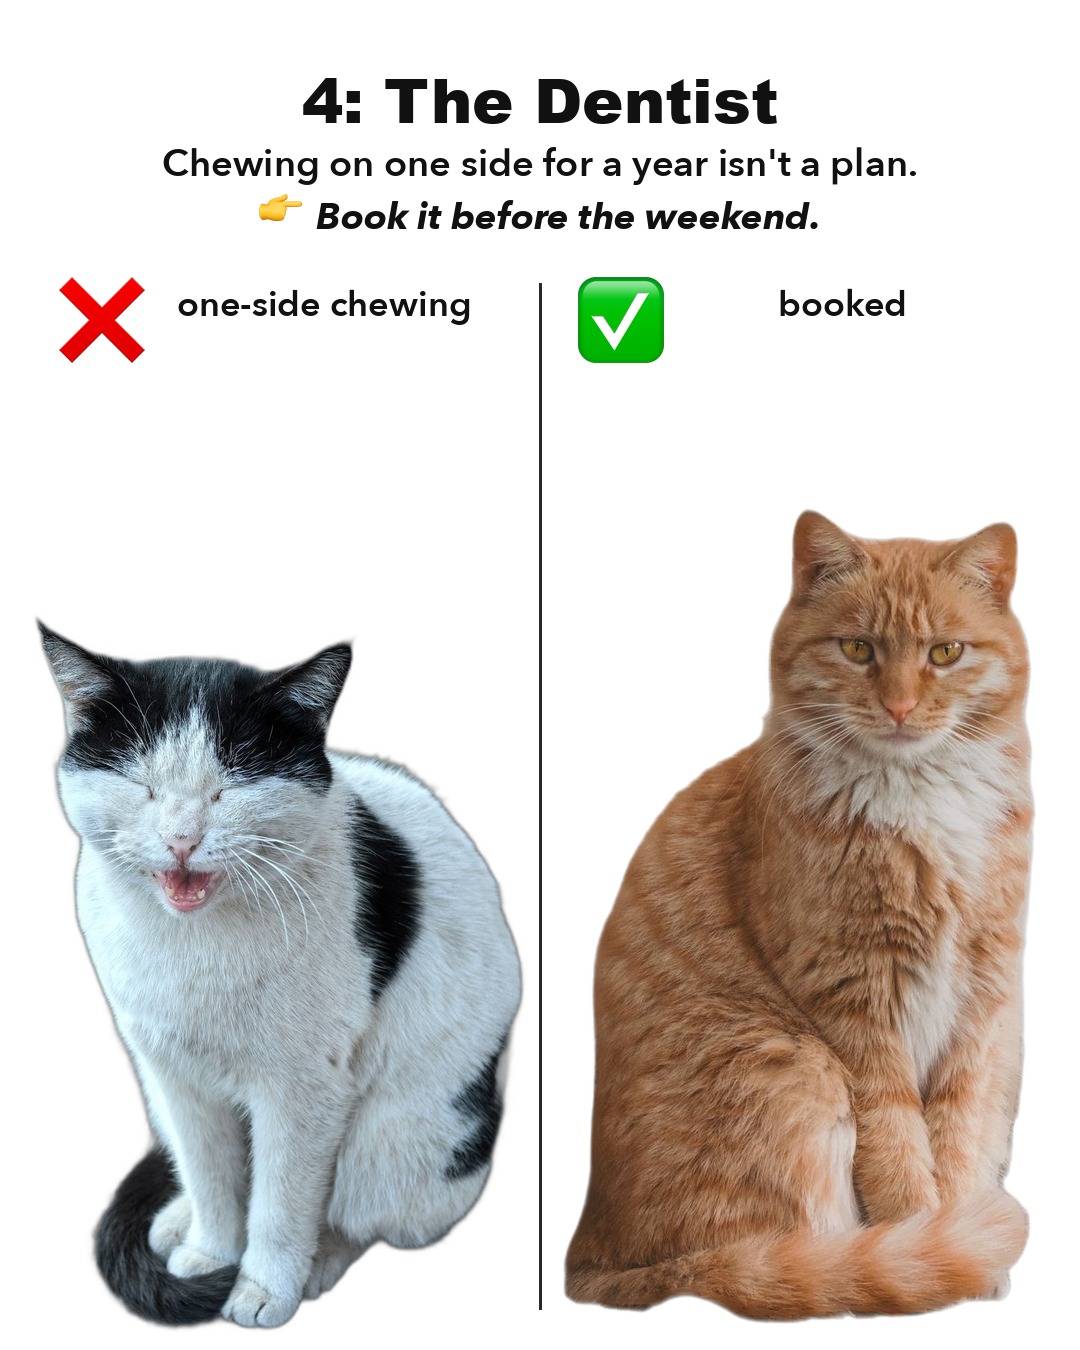 4: The Dentist
Chewing on one side for a year isn't a plan.
👉 Book it before the weekend.
❌ one-side chewing
✅ booked